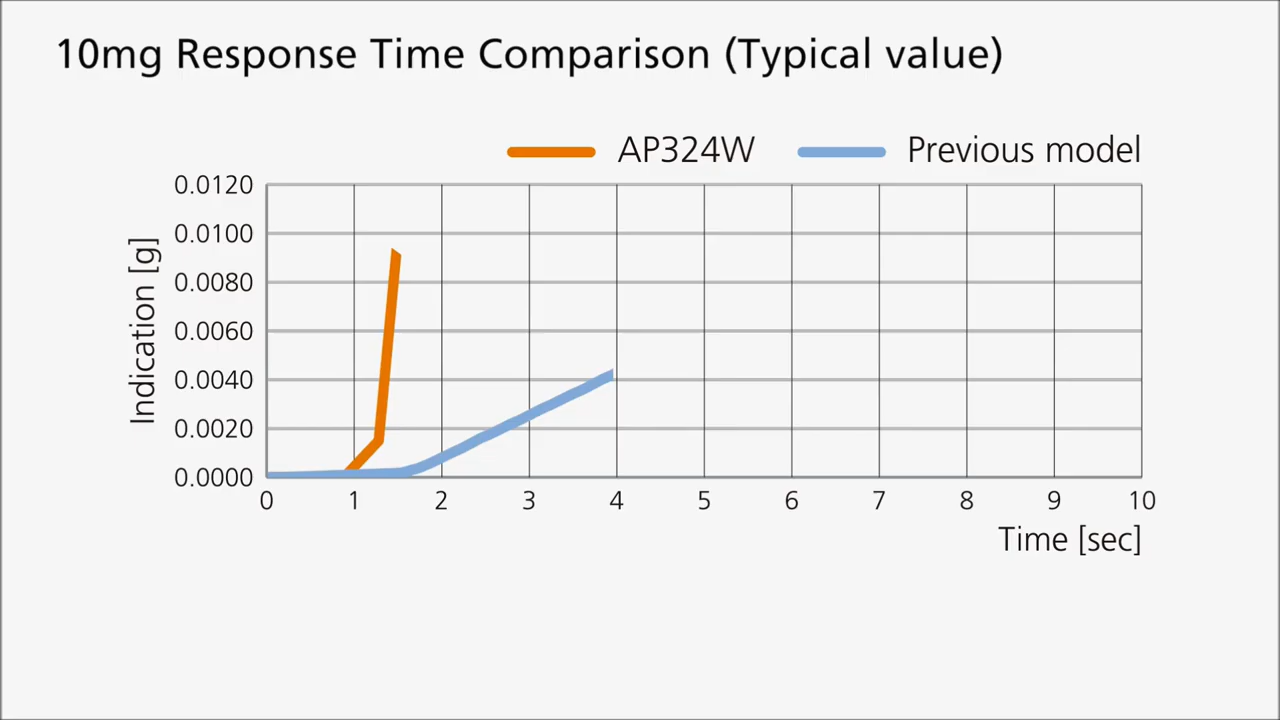 10mg Response Time Comparison (Typical value)
AP324W Previous model
Indication [g]
0.0120
0.0100
0.0080
0.0060
0.0040
0.0020
0.0000
0 1 2 3 4 5 6 7 8 9 10
Time [sec]